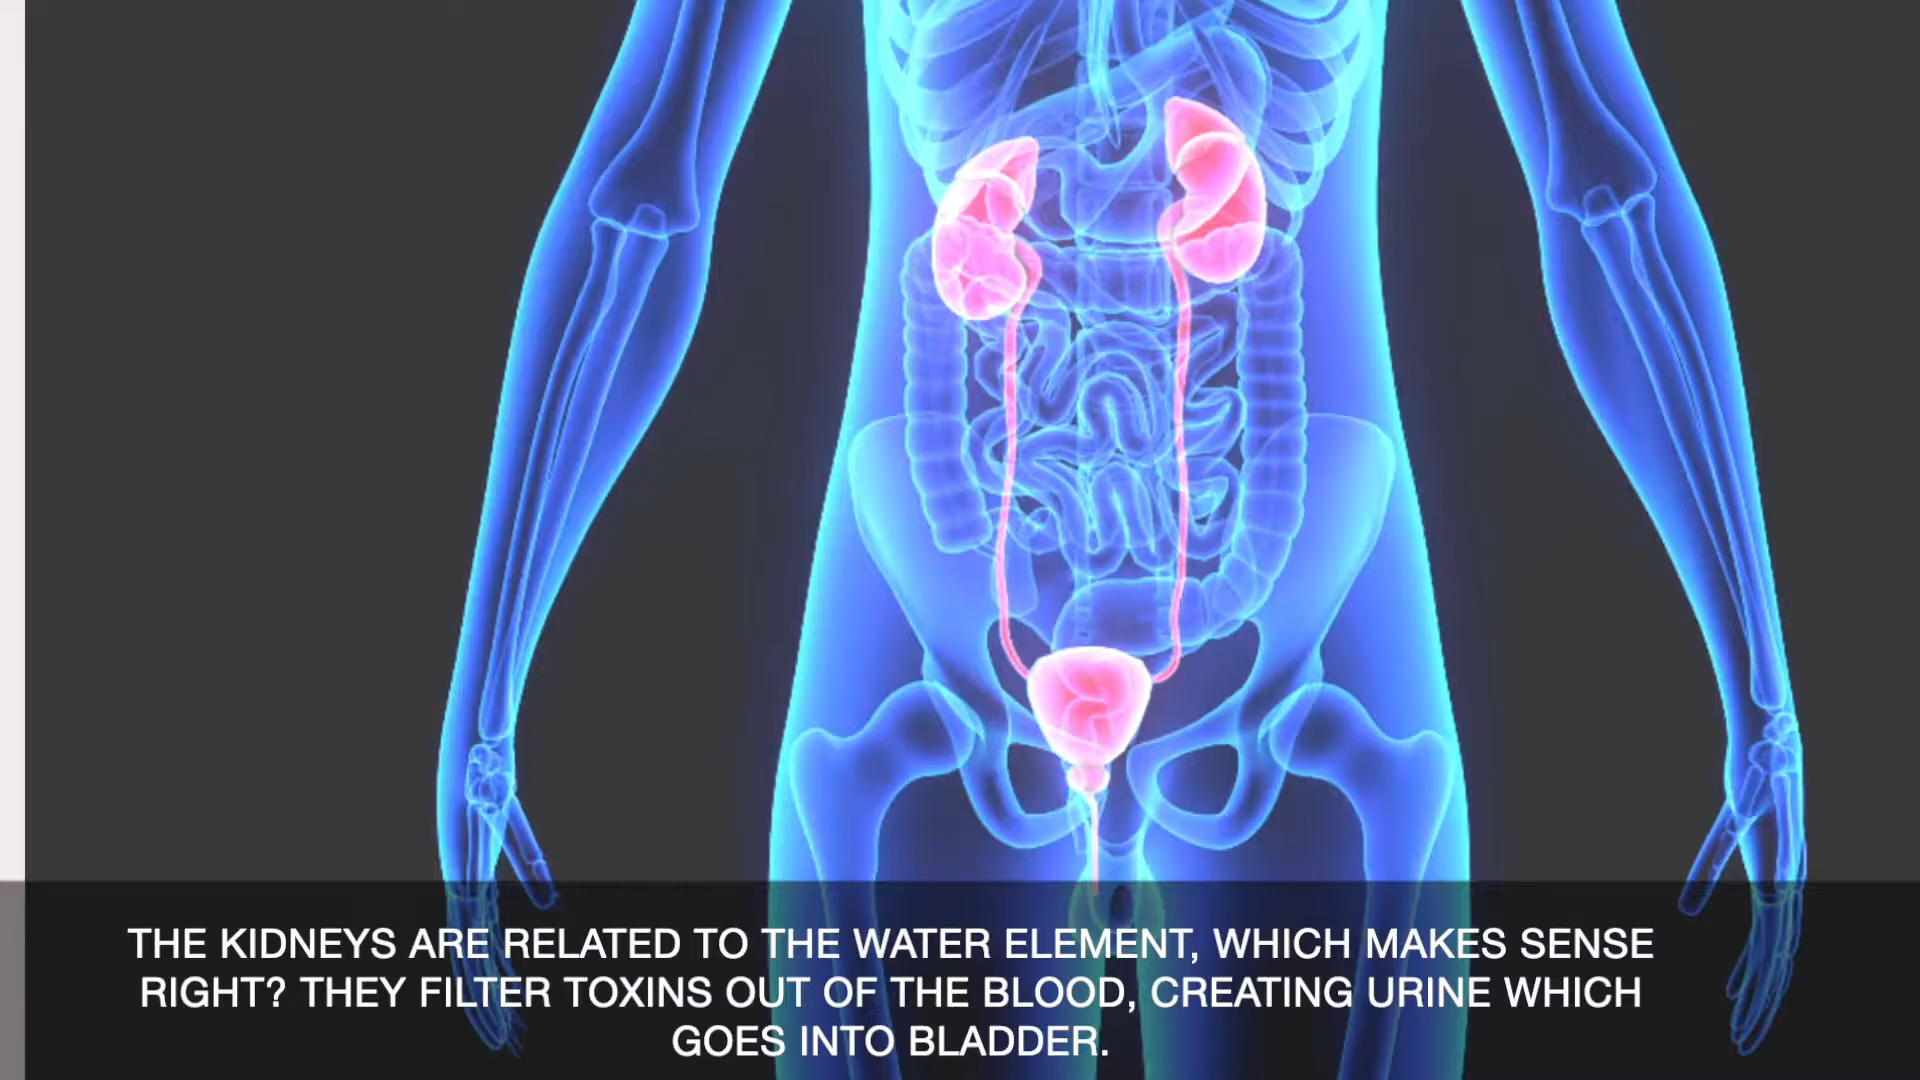 THE KIDNEYS ARE RELATED TO THE WATER ELEMENT, WHICH MAKES SENSE
RIGHT? THEY FILTER TOXINS OUT OF THE BLOOD, CREATING URINE WHICH
GOES INTO BLADDER.